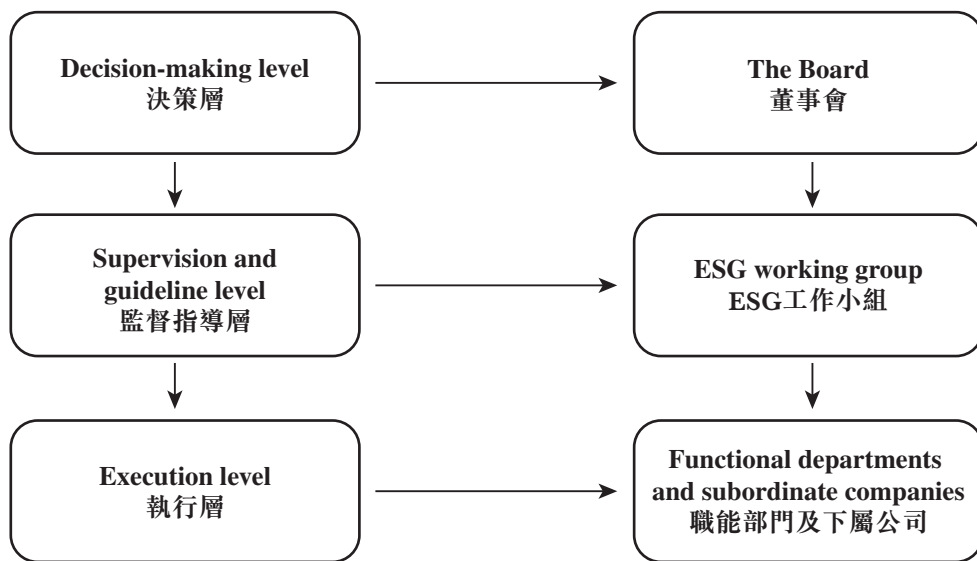 Decision-making level
決策層
The Board
董事會
Supervision and
guideline level
監督指導層
ESG working group
ESG工作小組
Execution level
執行層
Functional departments
and subordinate companies
職能部門及下屬公司